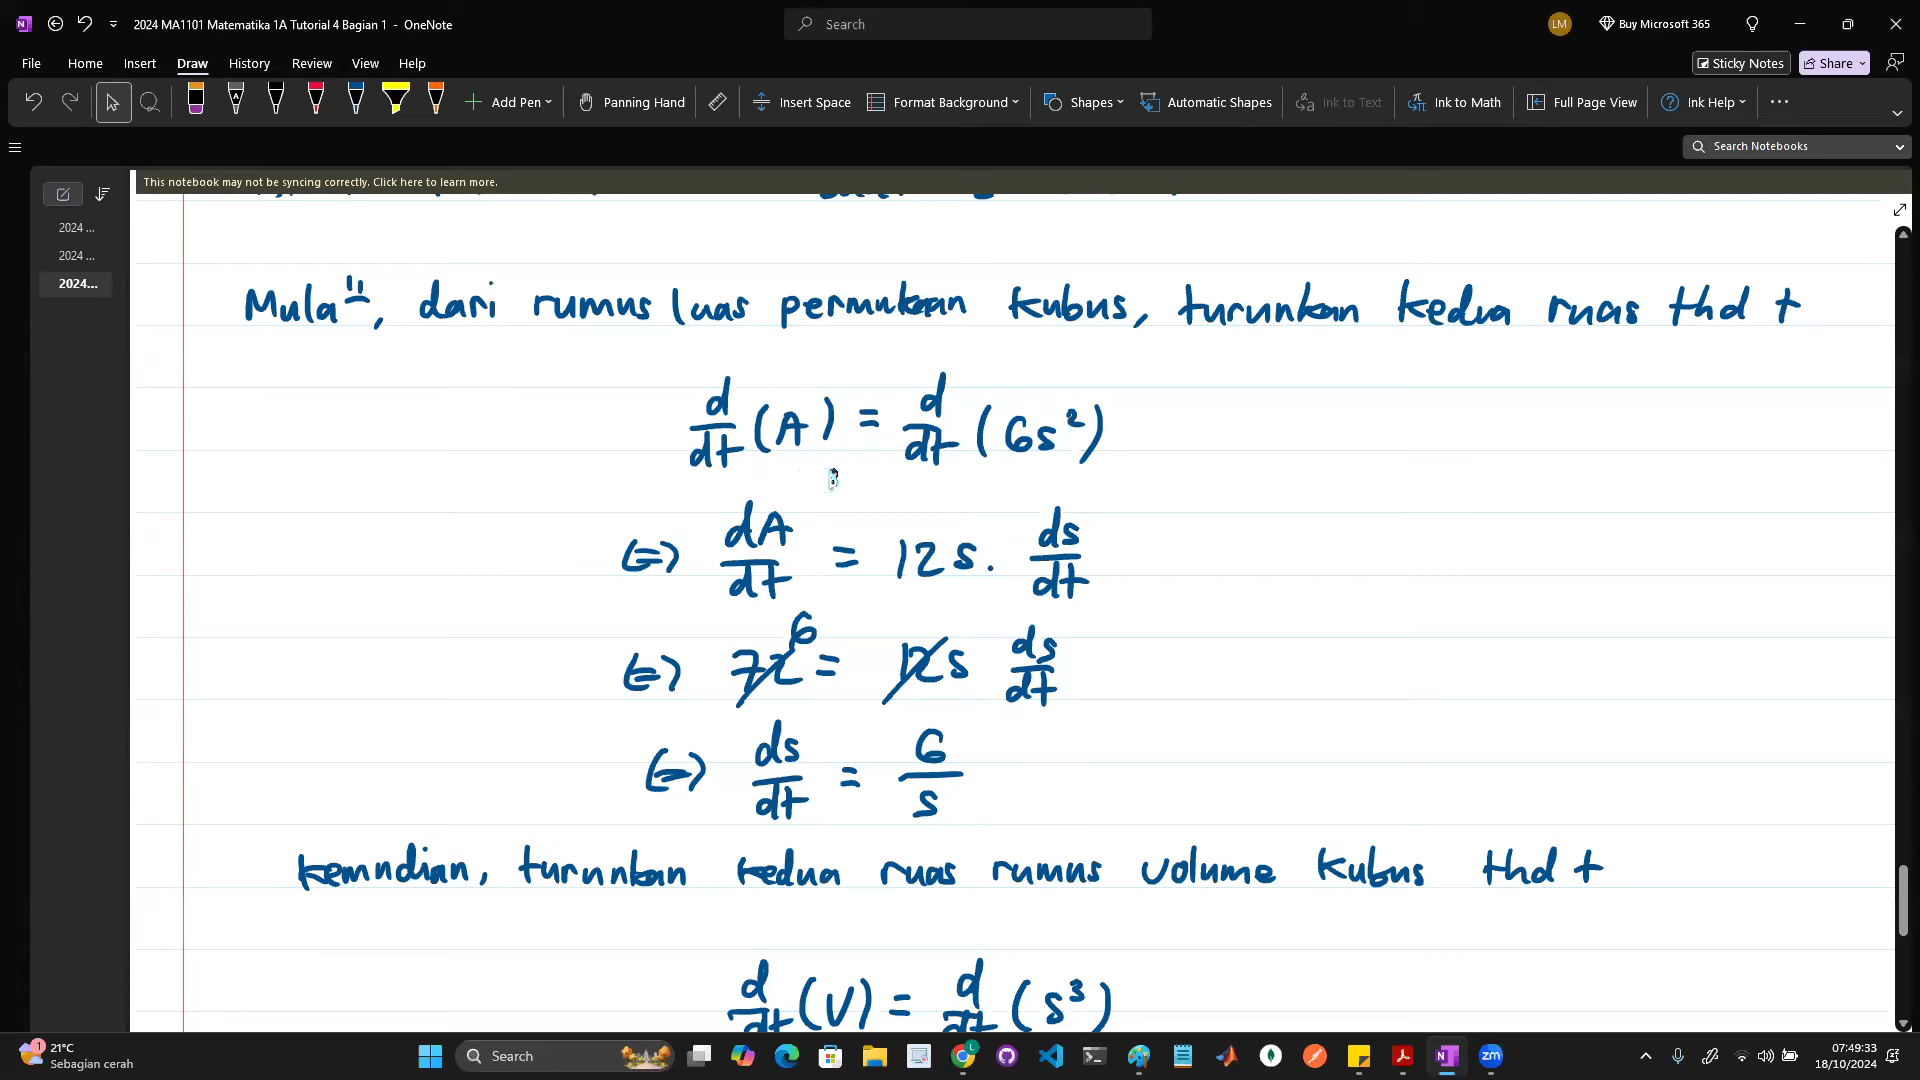 2024 MA1101 Matematika 1A Tutorial 4 Bagian 1 - OneNote
Search
LM
Buy Microsoft 365
File Home Insert Draw History Review View Help
Sticky Notes
Share
Add Pen
Panning Hand
Insert Space
Format Background
Shapes
Automatic Shapes
Ink to Text
Ink to Math
Full Page View
Ink Help
Search Notebooks
This notebook may not be syncing correctly. Click here to learn more.
2024 ...
2024 ...
2024...
Mula", dari rumus luas permukaan kubus, turunkan kedua ruas thd t
d/dt (A) = d/dt (6s²)
(=) dA/dt = 12s. ds/dt
(=) 72 6 = 12s ds/dt
(=) ds/dt = 6/s
kemudian, turunkan kedua ruas rumus volume kubus thd t
d/dt (V) = d/dt (s³)
1
21°C
Sebagian cerah
Search
L
zm
07:49:33
18/10/2024